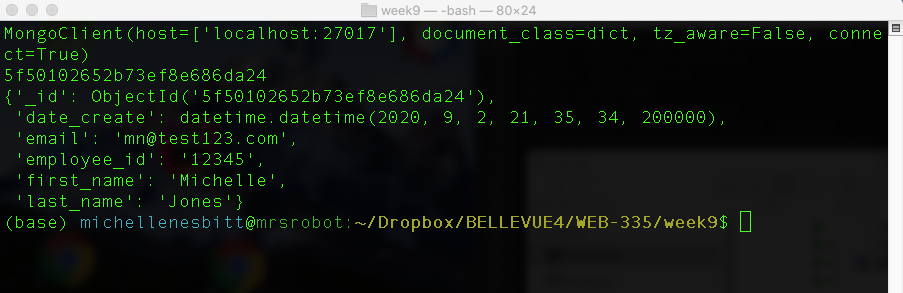 week9 — -bash — 80×24
MongoClient(host=['localhost:27017'], document_class=dict, tz_aware=False, conne
ct=True)
5f50102652b73ef8e686da24
{'_id': ObjectId('5f50102652b73ef8e686da24'),
 'date_create': datetime.datetime(2020, 9, 2, 21, 35, 34, 200000),
 'email': 'mn@test123.com',
 'employee_id': '12345',
 'first_name': 'Michelle',
 'last_name': 'Jones'}
(base) michellenesbitt@mrsrobot:~/Dropbox/BELLEVUE4/WEB-335/week9$